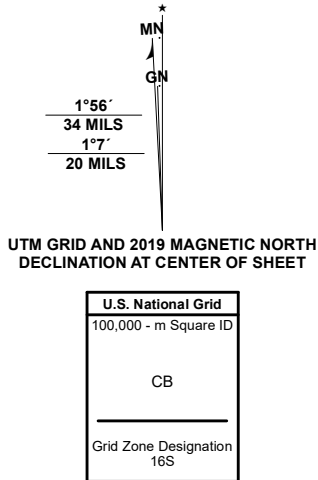 ★
MN
GN
1°56´
34 MILS
1°7´
20 MILS
UTM GRID AND 2019 MAGNETIC NORTH
DECLINATION AT CENTER OF SHEET
U.S. National Grid
100,000 - m Square ID
CB
Grid Zone Designation
16S